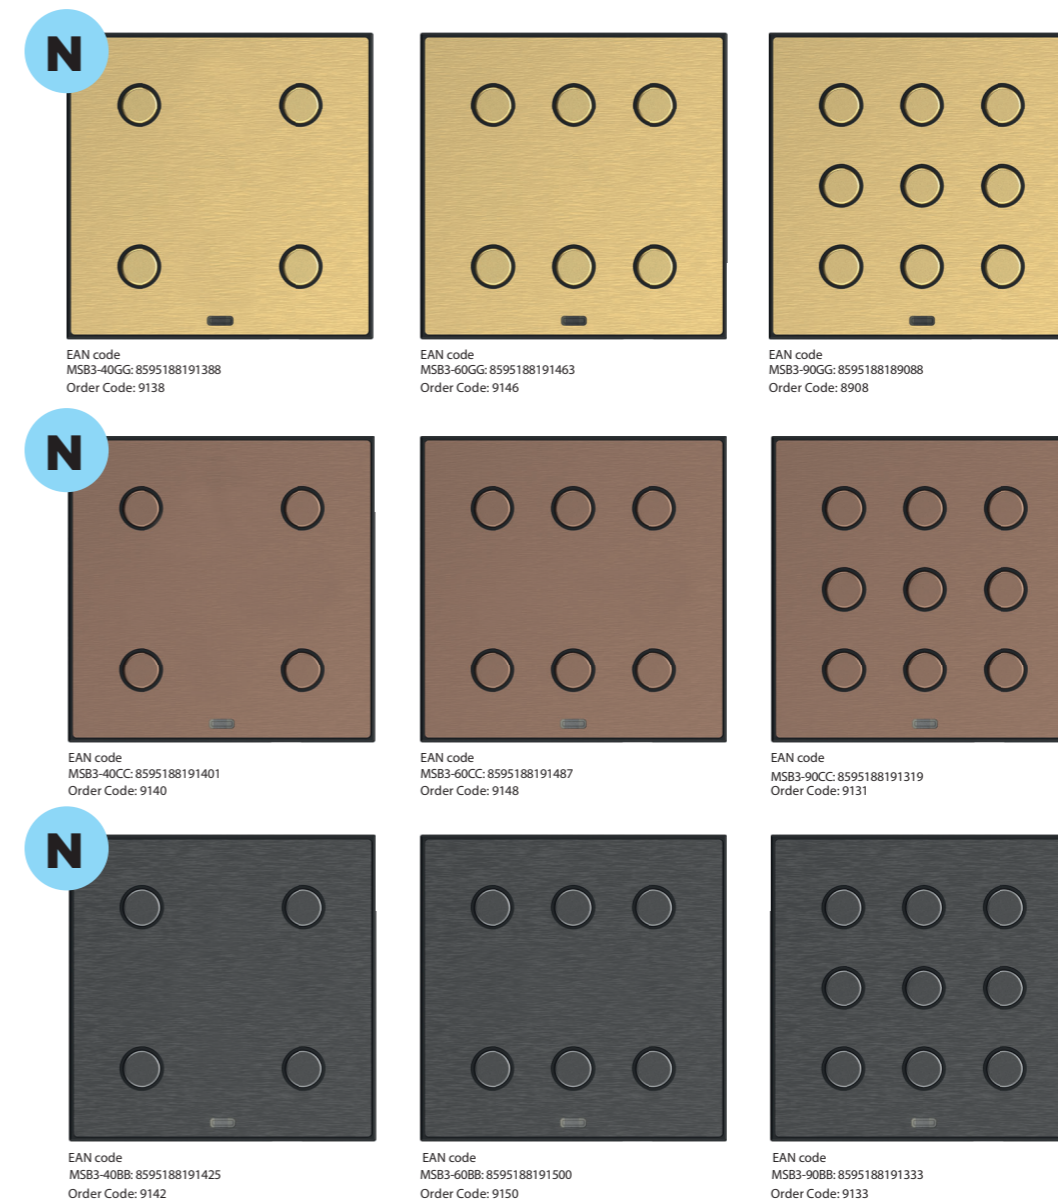 N
EAN code
MSB3-40GG: 8595188191388
Order Code: 9138
EAN code
MSB3-60GG: 8595188191463
Order Code: 9146
EAN code
MSB3-90GG: 8595188189088
Order Code: 8908
N
EAN code
MSB3-40CC: 8595188191401
Order Code: 9140
EAN code
MSB3-60CC: 8595188191487
Order Code: 9148
EAN code
MSB3-90CC: 8595188191319
Order Code: 9131
N
EAN code
MSB3-40BB: 8595188191425
Order Code: 9142
EAN code
MSB3-60BB: 8595188191500
Order Code: 9150
EAN code
MSB3-90BB: 8595188191333
Order Code: 9133